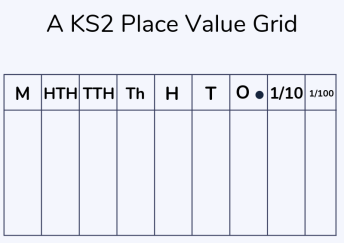 A KS2 Place Value Grid
M HTH TTH Th H T O • 1/10 1/100